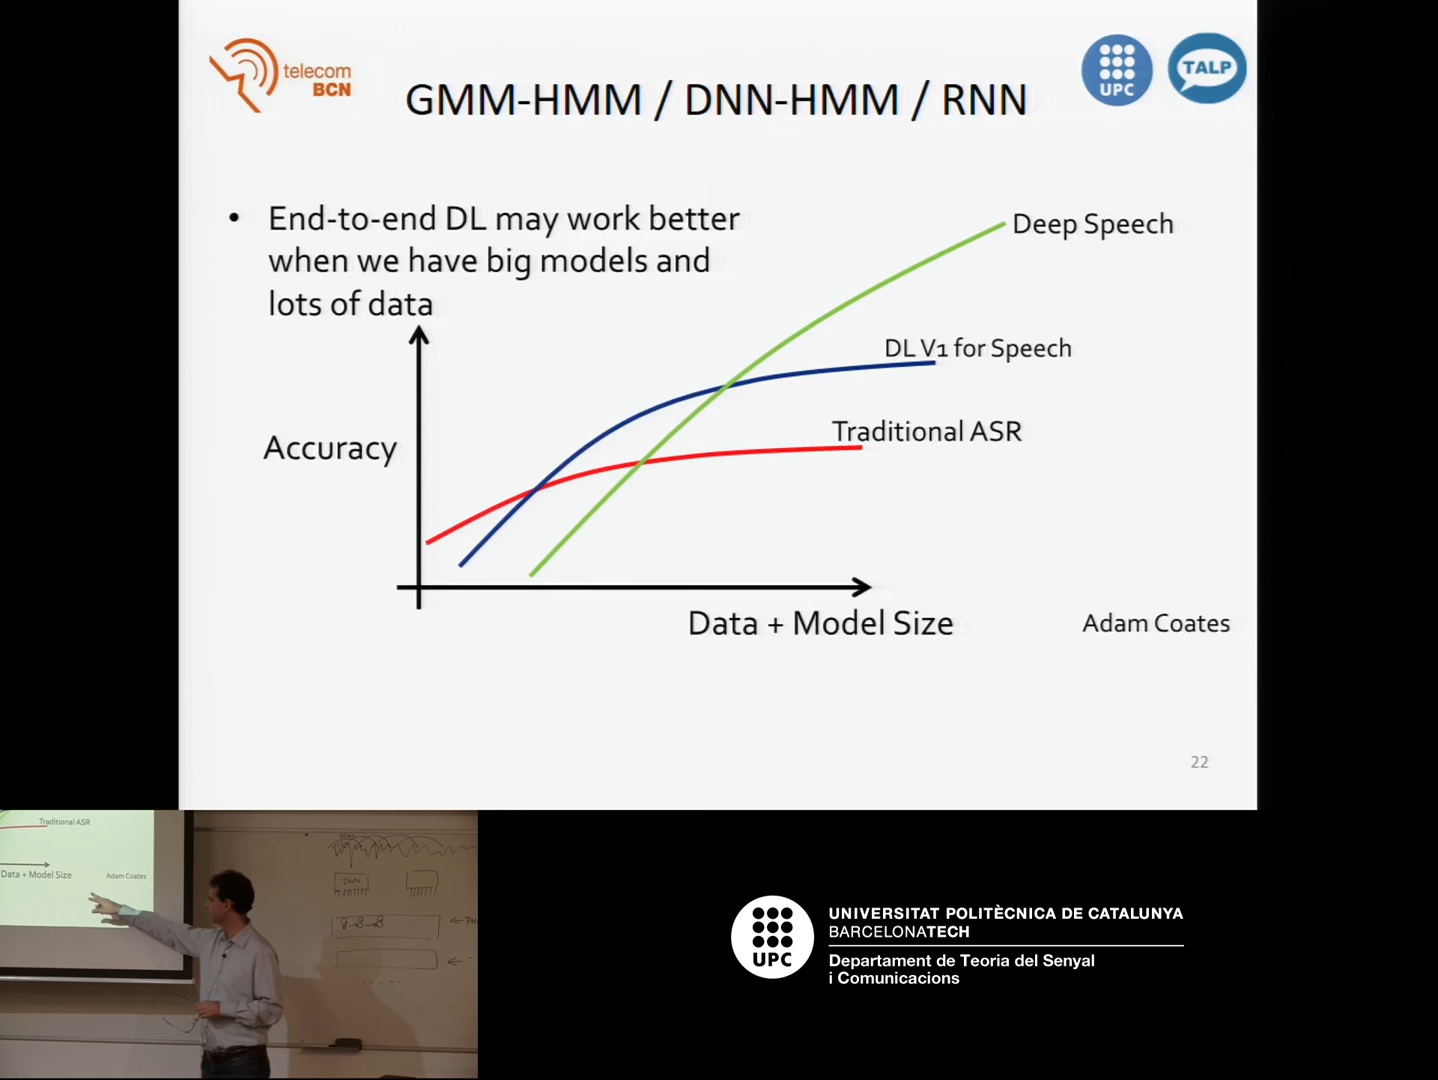 telecom
BCN
UPC
TALP
GMM-HMM / DNN-HMM / RNN
• End-to-end DL may work better
when we have big models and
lots of data
Deep Speech
DL V1 for Speech
Traditional ASR
Accuracy
Data + Model Size
Adam Coates
22
Traditional ASR
Data + Model Size
Adam Coates
DNN
UPC
UNIVERSITAT POLITÈCNICA DE CATALUNYA
BARCELONATECH
Departament de Teoria del Senyal
i Comunicacions